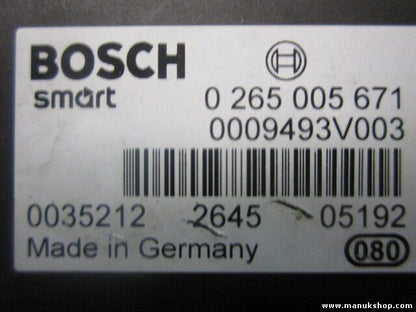 BOSCH
smart 0 265 005 671
0009493V003
0035212 2645 05192
Made in Germany 080
www.manukshop.com